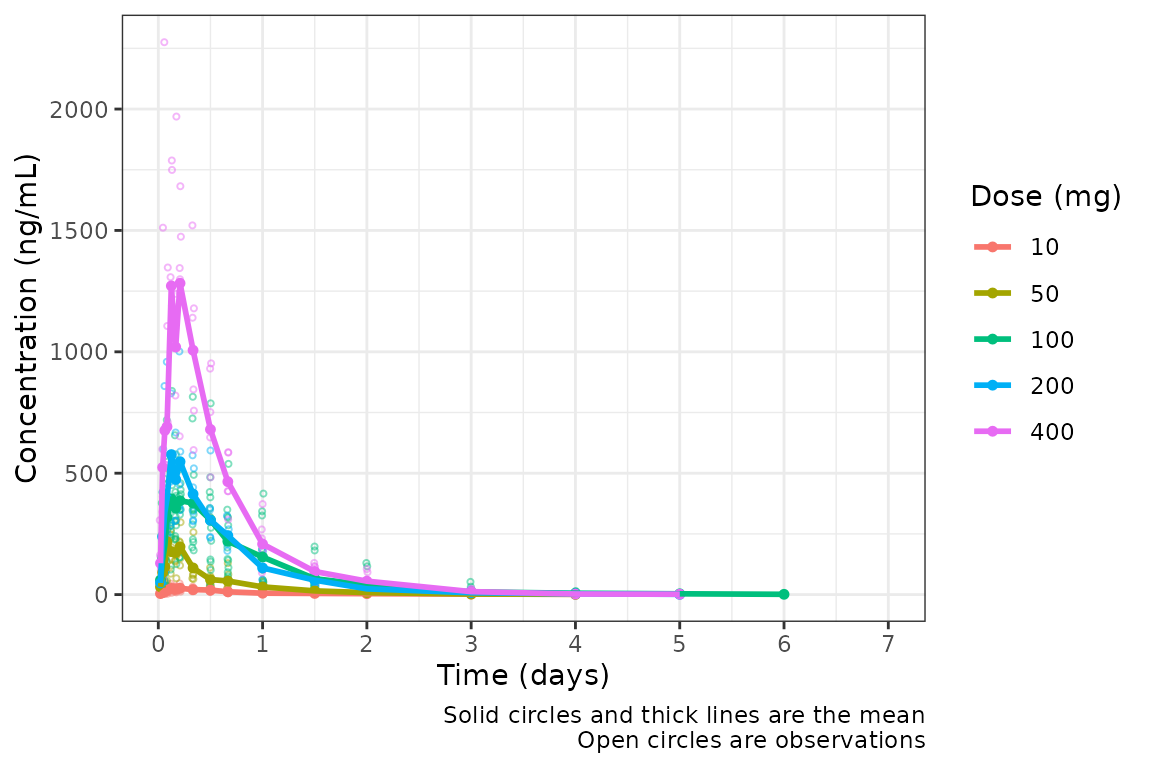 Concentration (ng/mL)
2000
1500
1000
500
0
0 1 2 3 4 5 6 7
Time (days)
Dose (mg)
10
50
100
200
400
Solid circles and thick lines are the mean
Open circles are observations